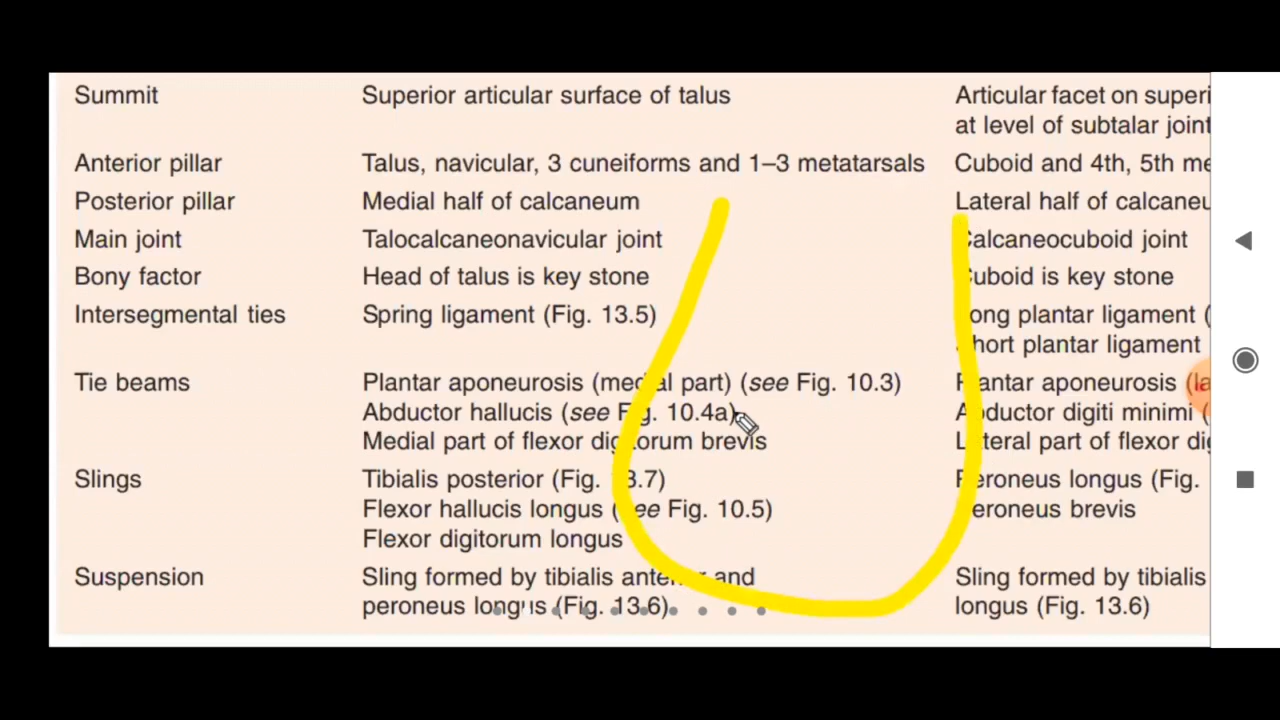 Summit Superior articular surface of talus Articular facet on
at level of subtalar joint
Anterior pillar Talus, navicular, 3 cuneiforms and 1–3 metatarsals Cuboid and 4th, 5th
Posterior pillar Medial half of calcaneum Lateral half of
Main joint Talocalcaneonavicular joint Calcaneocuboid joint
Bony factor Head of talus is key stone Cuboid is key stone
Intersegmental ties Spring ligament (Fig. 13.5) Long plantar ligament (
Short plantar ligament
Tie beams Plantar aponeurosis (medial part) (see Fig. 10.3) Plantar aponeurosis
Abductor hallucis (see Fig. 10.4a) Abductor digiti minimi (
Medial part of flexor digitorum brevis Lateral part of flexor
Slings Tibialis posterior (Fig. 13.7) Peroneus longus (Fig.
Flexor hallucis longus (see Fig. 10.5) Peroneus brevis
Flexor digitorum longus
Suspension Sling formed by tibialis anterior and Sling formed by tibialis
peroneus longus (Fig. 13.6) longus (Fig. 13.6)